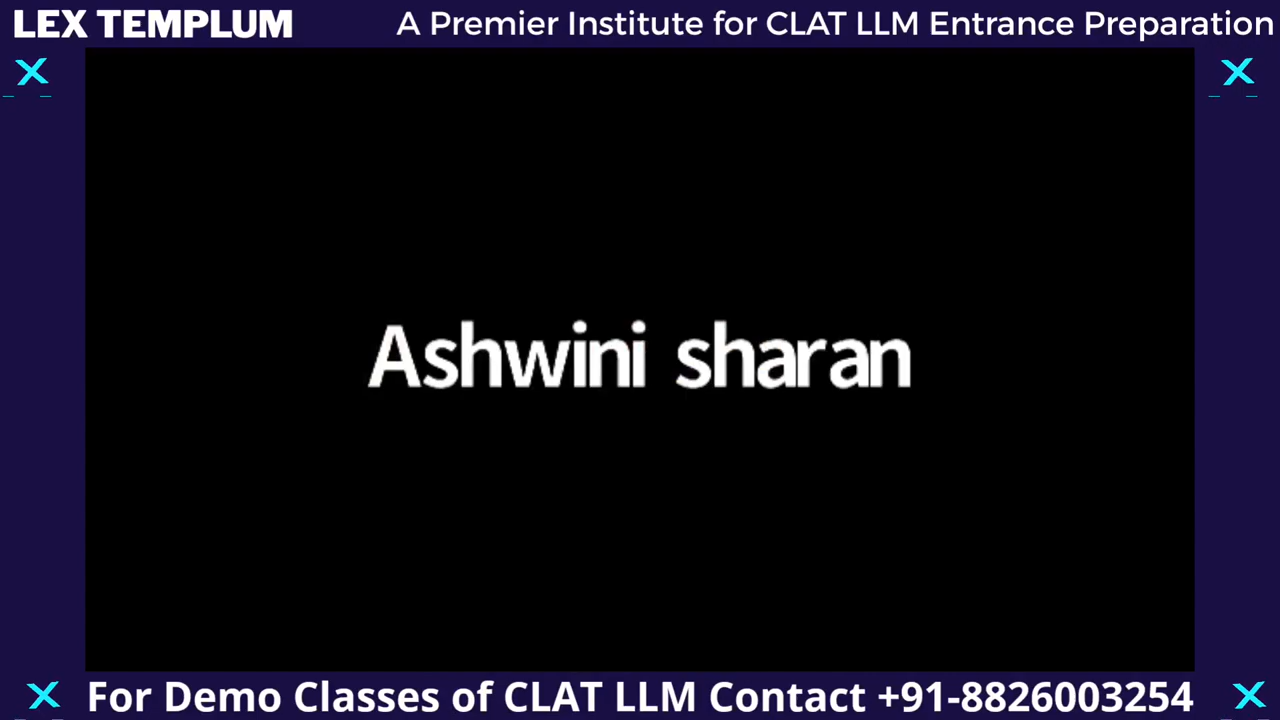 LEX TEMPLUM A Premier Institute for CLAT LLM Entrance Preparation
Ashwini sharan
For Demo Classes of CLAT LLM Contact +91-8826003254